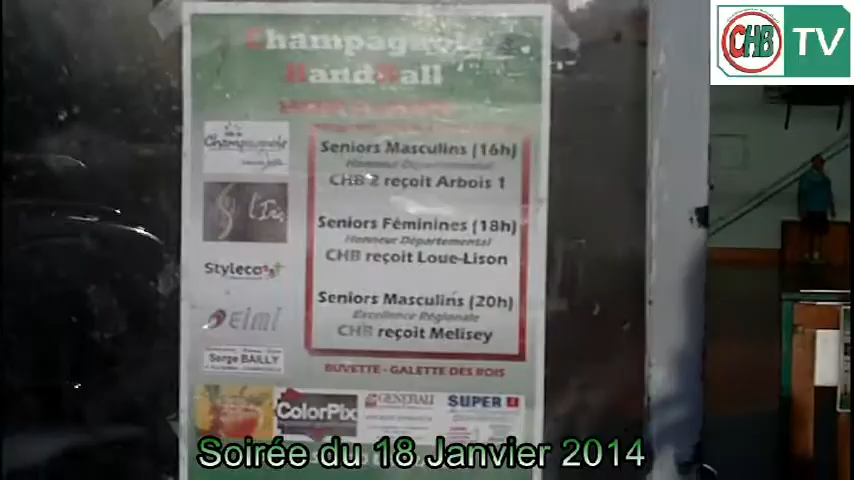 CHB TV
Champagnole
HandBall
Champagnole
Seniors Masculins (16h)
Honneur Départemental
CHB 2 reçoit Arbois 1
L'Iris
Seniors Féminines (18h)
Honneur Départemental
CHB reçoit Loue-Lison
Styleco
Seniors Masculins (20h)
Excellence Régionale
CHB reçoit Melisey
eimi
Serge BAILLY
BUVETTE - GALETTE DES ROIS
ColorPix
GENERALI
SUPER U
Soirée du 18 Janvier 2014